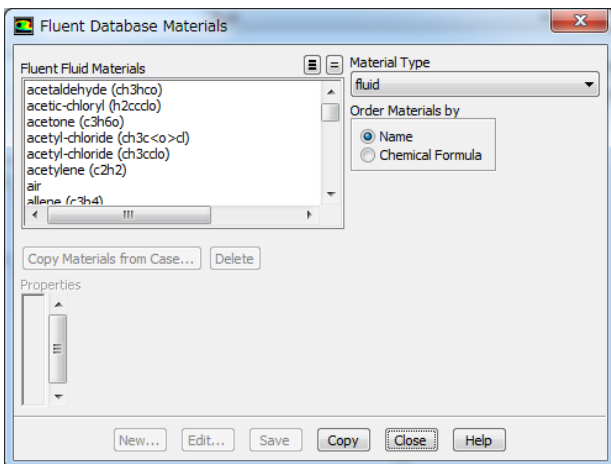 Fluent Database Materials
Fluent Fluid Materials
acetaldehyde (ch3hco)
acetic-chloryl (h2ccclo)
acetone (c3h6o)
acetyl-chloride (ch3c<o>cl)
acetyl-chloride (ch3cclo)
acetylene (c2h2)
air
allene (c3h4)
Material Type
fluid
Order Materials by
Name
Chemical Formula
Copy Materials from Case... Delete
Properties
New... Edit... Save Copy Close Help